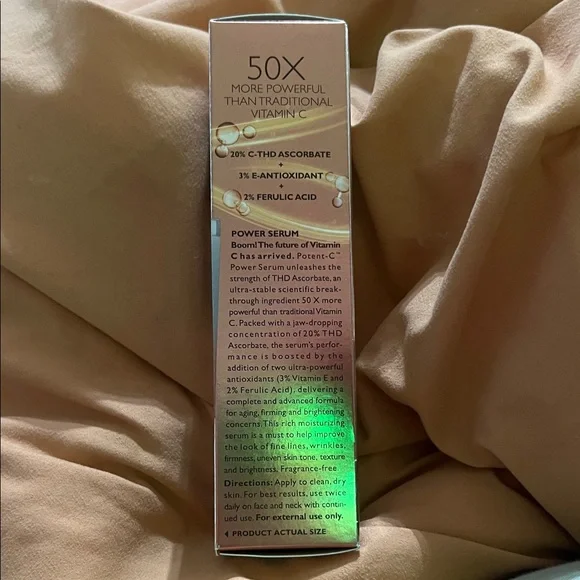 50X
MORE POWERFUL
THAN TRADITIONAL
VITAMIN C
20% C-THD ASCORBATE
+
3% E-ANTIOXIDANT
+
2% FERULIC ACID
POWER SERUM
Boom! The future of Vitamin
C has arrived. Potent-C™
Power Serum unleashes the
strength of THD Ascorbate, an
ultra-stable scientific break-
through ingredient 50 X more
powerful than traditional Vitamin
C. Packed with a jaw-dropping
concentration of 20% THD
Ascorbate, the serum's perfor-
mance is boosted by the
addition of two ultra-powerful
antioxidants (3% Vitamin E and
2% Ferulic Acid), delivering a
complete and advanced formula
for aging, firming and brightening
concerns. This rich moisturizing
serum is a must to help improve
the look of fine lines, wrinkles,
firmness, uneven skin tone, texture
and brightness. Fragrance-free
Directions: Apply to clean, dry
skin. For best results, use twice
daily on face and neck with contin-
ued use. For external use only.
PRODUCT ACTUAL SIZE